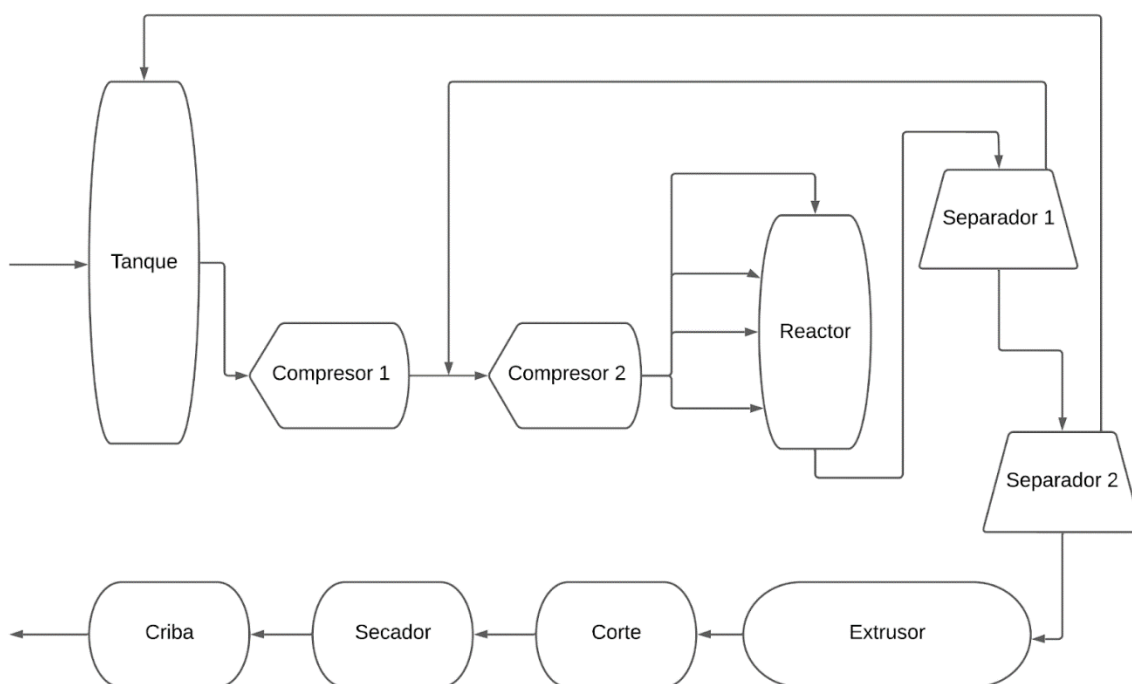 Tanque
Compresor 1
Compresor 2
Reactor
Separador 1
Separador 2
Criba
Secador
Corte
Extrusor